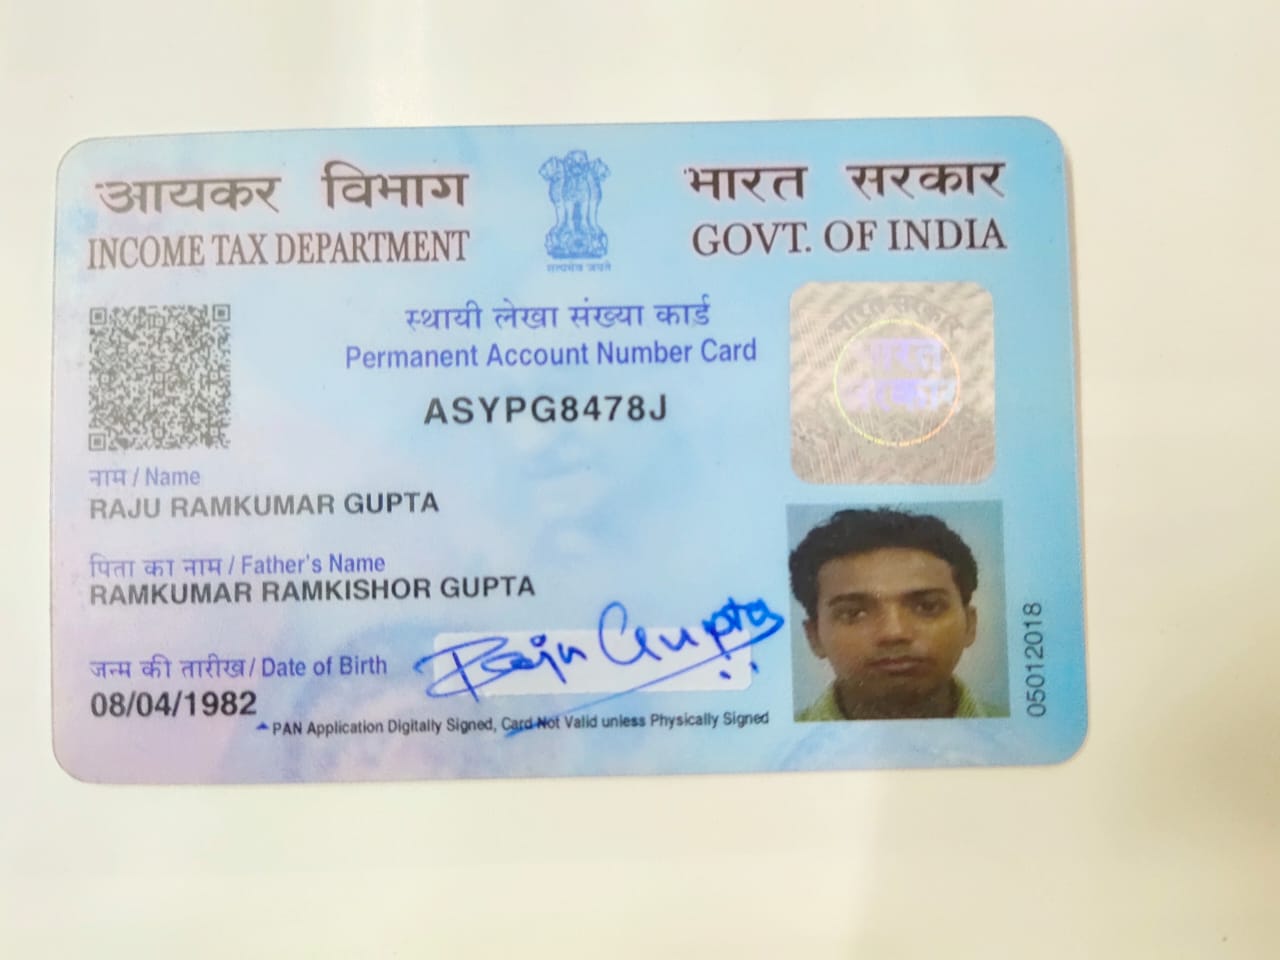 आयकर विभाग
INCOME TAX DEPARTMENT
सत्यमेव जयते
भारत सरकार
GOVT. OF INDIA
स्थायी लेखा संख्या कार्ड
Permanent Account Number Card
ASYPG8478J
भारत सरकार
भारत
सरकार
नाम / Name
RAJU RAMKUMAR GUPTA
पिता का नाम / Father's Name
RAMKUMAR RAMKISHOR GUPTA
जन्म की तारीख / Date of Birth
08/04/1982
Raju Gupta
PAN Application Digitally Signed, Card Not Valid unless Physically Signed
05012018